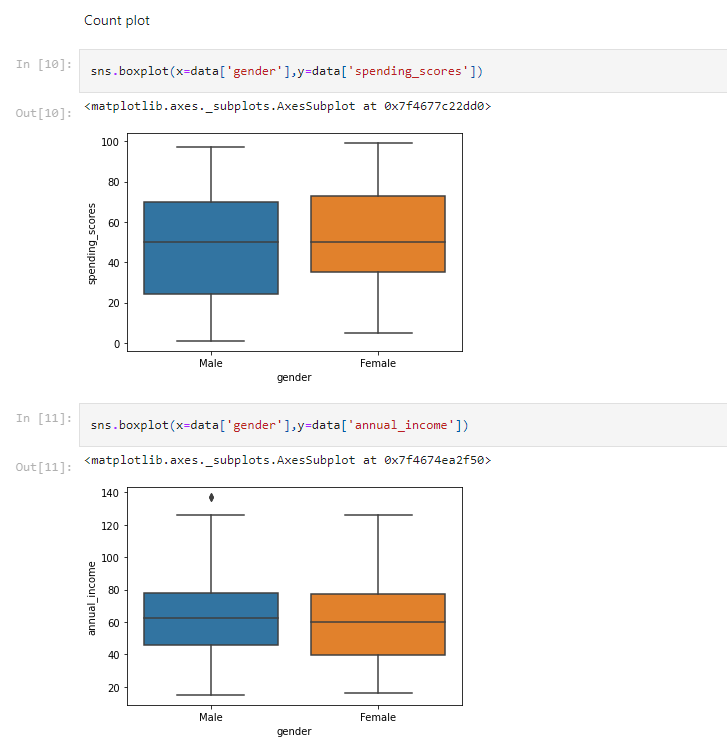 Count plot
In [10]:
sns.boxplot(x=data['gender'],y=data['spending_scores'])
Out[10]:
<matplotlib.axes._subplots.AxesSubplot at 0x7f4677c22dd0>
100
80
60
40
20
0
spending_scores
Male Female
gender
In [11]:
sns.boxplot(x=data['gender'],y=data['annual_income'])
Out[11]:
<matplotlib.axes._subplots.AxesSubplot at 0x7f4674ea2f50>
140
120
100
80
60
40
20
annual_income
Male Female
gender